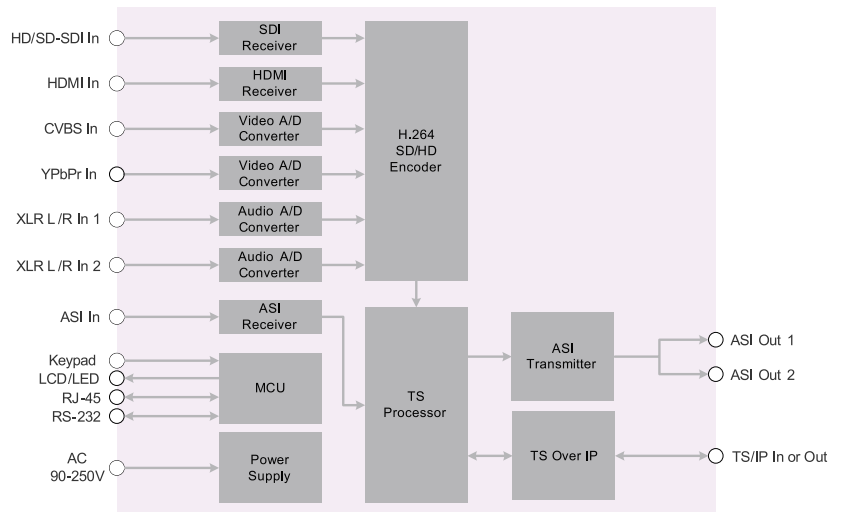 HD/SD-SDI In
SDI
Receiver
HDMI In
HDMI
Receiver
CVBS In
Video A/D
Converter
YPbPr In
Video A/D
Converter
XLR L /R In 1
Audio A/D
Converter
XLR L /R In 2
Audio A/D
Converter
H.264
SD/HD
Encoder
ASI In
ASI
Receiver
Keypad
LCD/LED
RJ-45
RS-232
MCU
AC
90-250V
Power
Supply
TS
Processor
ASI
Transmitter
ASI Out 1
ASI Out 2
TS Over IP
TS/IP In or Out